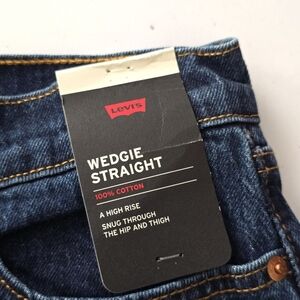 Levi's
WEDGIE
STRAIGHT
100% COTTON
A HIGH RISE
SNUG THROUGH
THE HIP AND THIGH